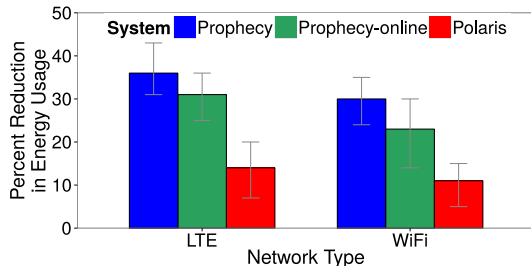 50
System Prophecy Prophecy-online Polaris
40
30
20
10
0
Percent Reduction
in Energy Usage
LTE WiFi
Network Type